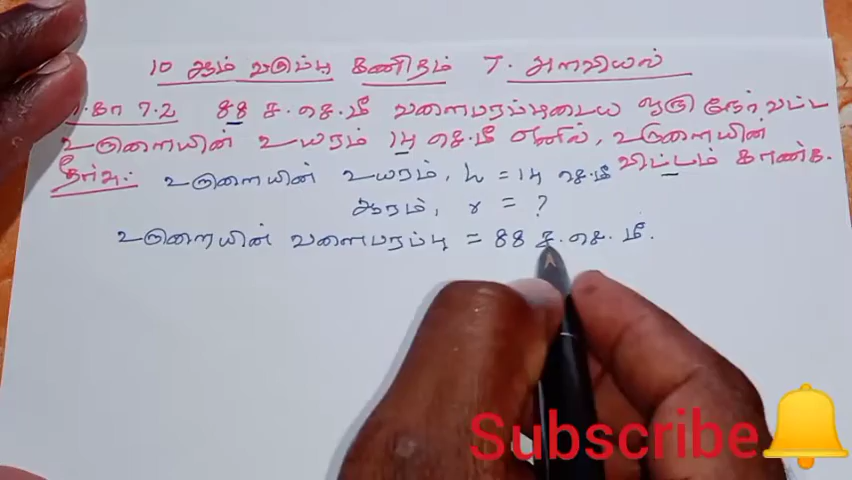 10 ஆம் வகுப்பு கணிதம் 7. அளவியல்
எ.கா 7.2 88 ச.செ.மீ வளைபரப்புடைய ஒரு நேர் வட்ட
உருளையின் உயரம் 14 செ.மீ எனில், உருளையின்
விட்டம் காண்க.
தீர்வு:- உருளையின் உயரம், h = 14 செ.மீ
ஆரம், r = ?
உருளையின் வளைபரப்பு = 88 ச.செ.மீ.
Subscribe